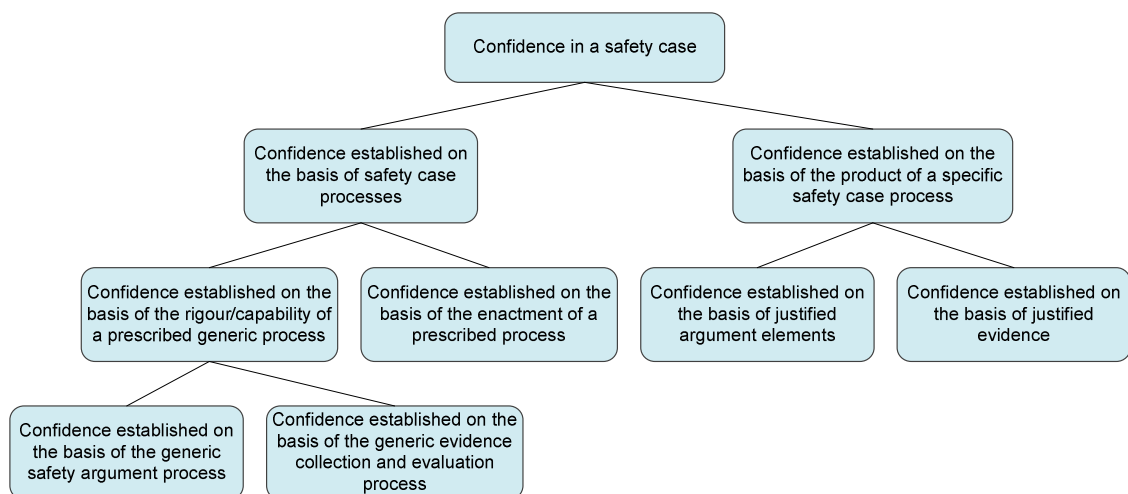 Confidence in a safety case
Confidence established on
the basis of safety case
processes
Confidence established on the
basis of the product of a specific
safety case process
Confidence established on the
basis of the rigour/capability of
a prescribed generic process
Confidence established on the
basis of the enactment of a
prescribed process
Confidence established on
the basis of justified
argument elements
Confidence established on
the basis of justified
evidence
Confidence established on
the basis of the generic
safety argument process
Confidence established on the
basis of the generic evidence
collection and evaluation
process